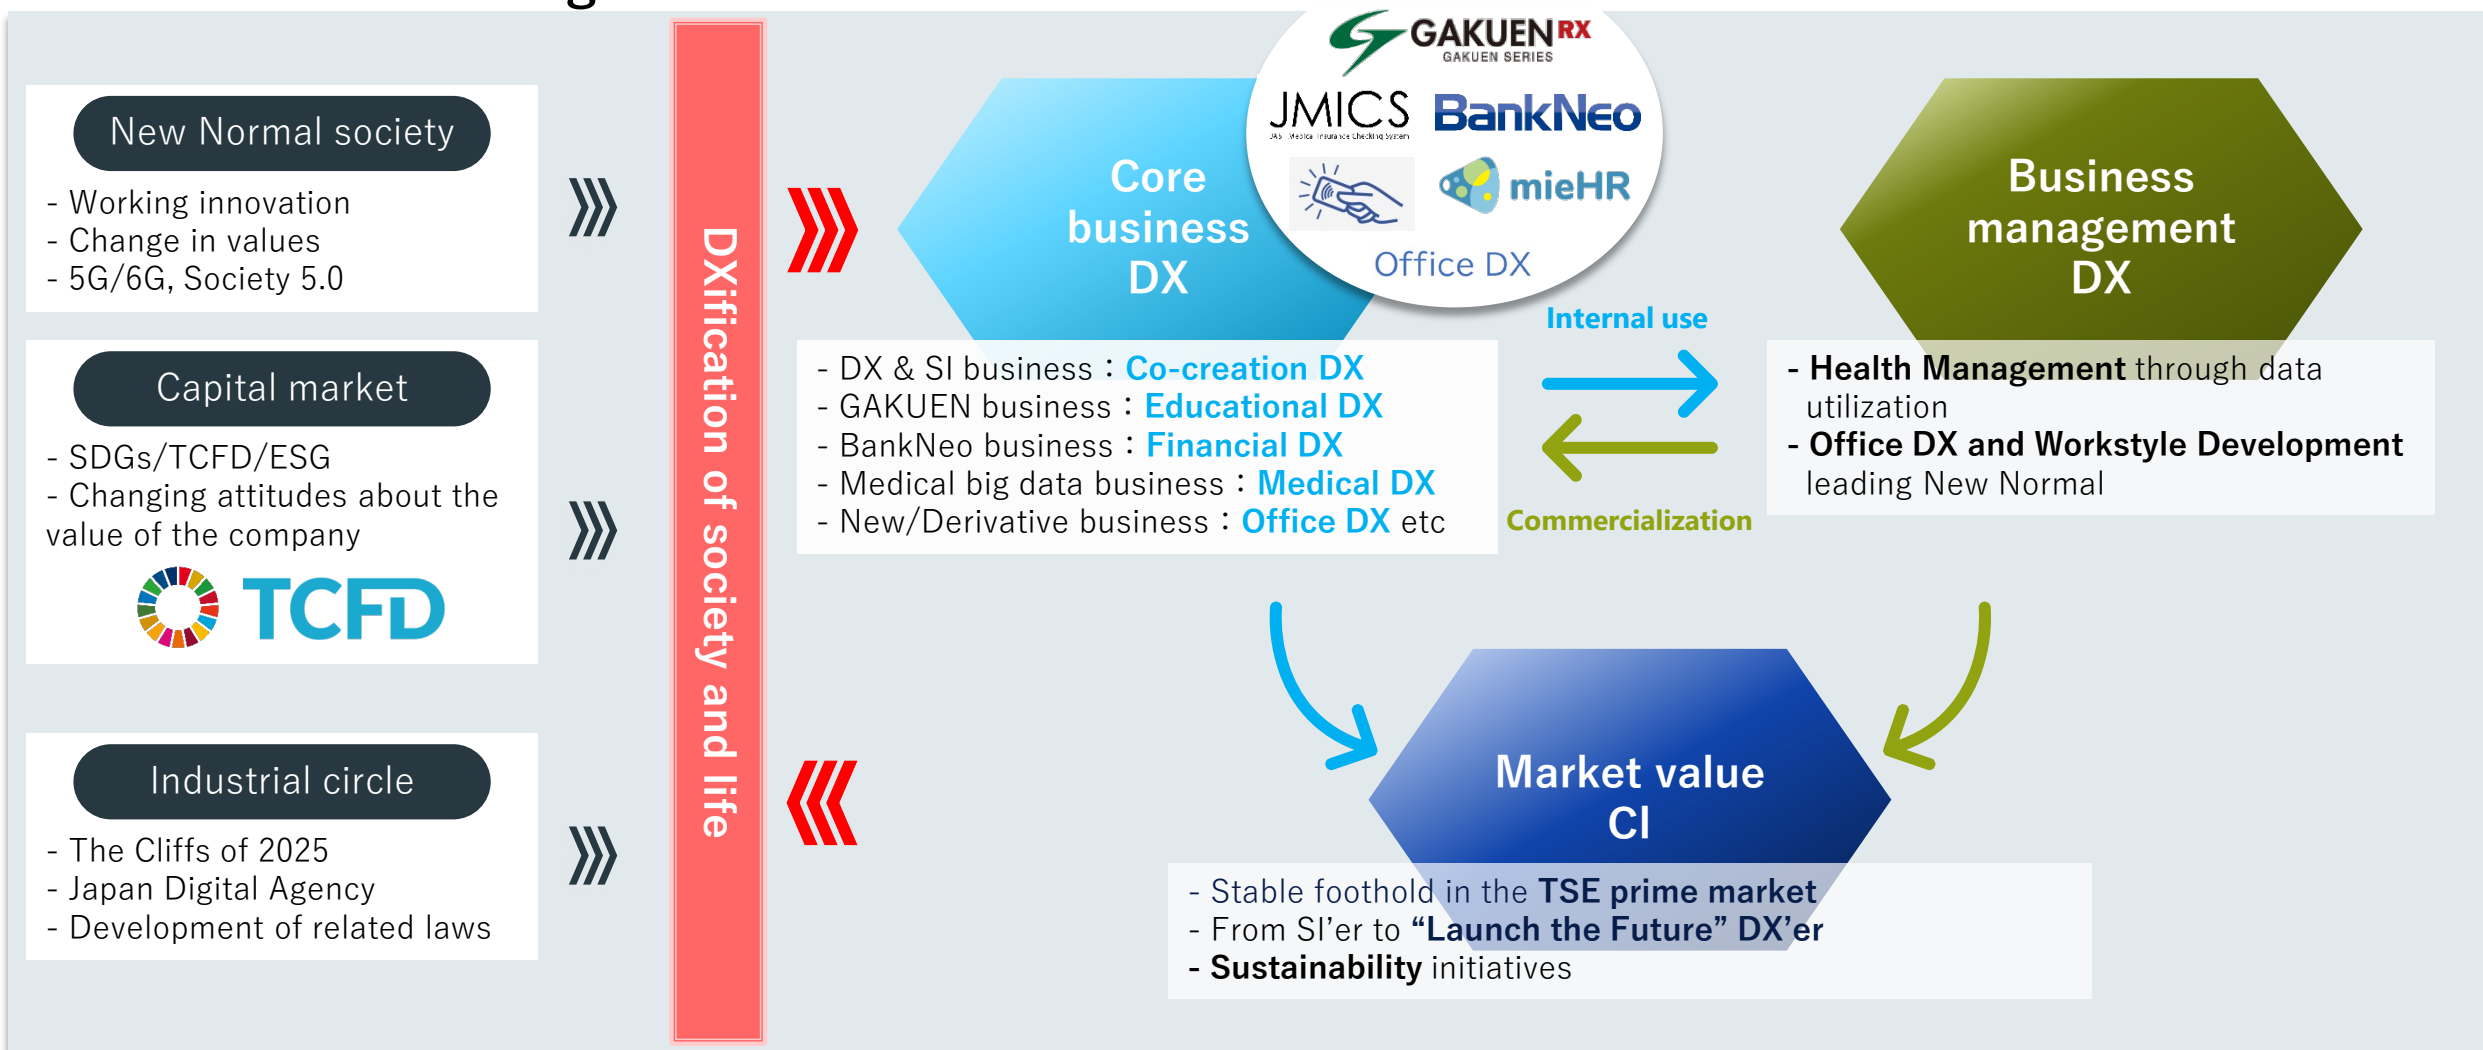 New Normal society
- Working innovation
- Change in values
- 5G/6G, Society 5.0
Capital market
- SDGs/TCFD/ESG
- Changing attitudes about the
value of the company
TCFD
Industrial circle
- The Cliffs of 2025
- Japan Digital Agency
- Development of related laws
DXification of society and life
Core
business
DX
GAKUEN RX
GAKUEN SERIES
JMICS
BankNeo
mieHR
Office DX
- DX & SI business：Co-creation DX
- GAKUEN business：Educational DX
- BankNeo business：Financial DX
- Medical big data business：Medical DX
- New/Derivative business：Office DX etc
Internal use
Commercialization
Business
management
DX
- Health Management through data
utilization
- Office DX and Workstyle Development
leading New Normal
Market value
CI
- Stable foothold in the TSE prime market
- From SI’er to “Launch the Future” DX’er
- Sustainability initiatives